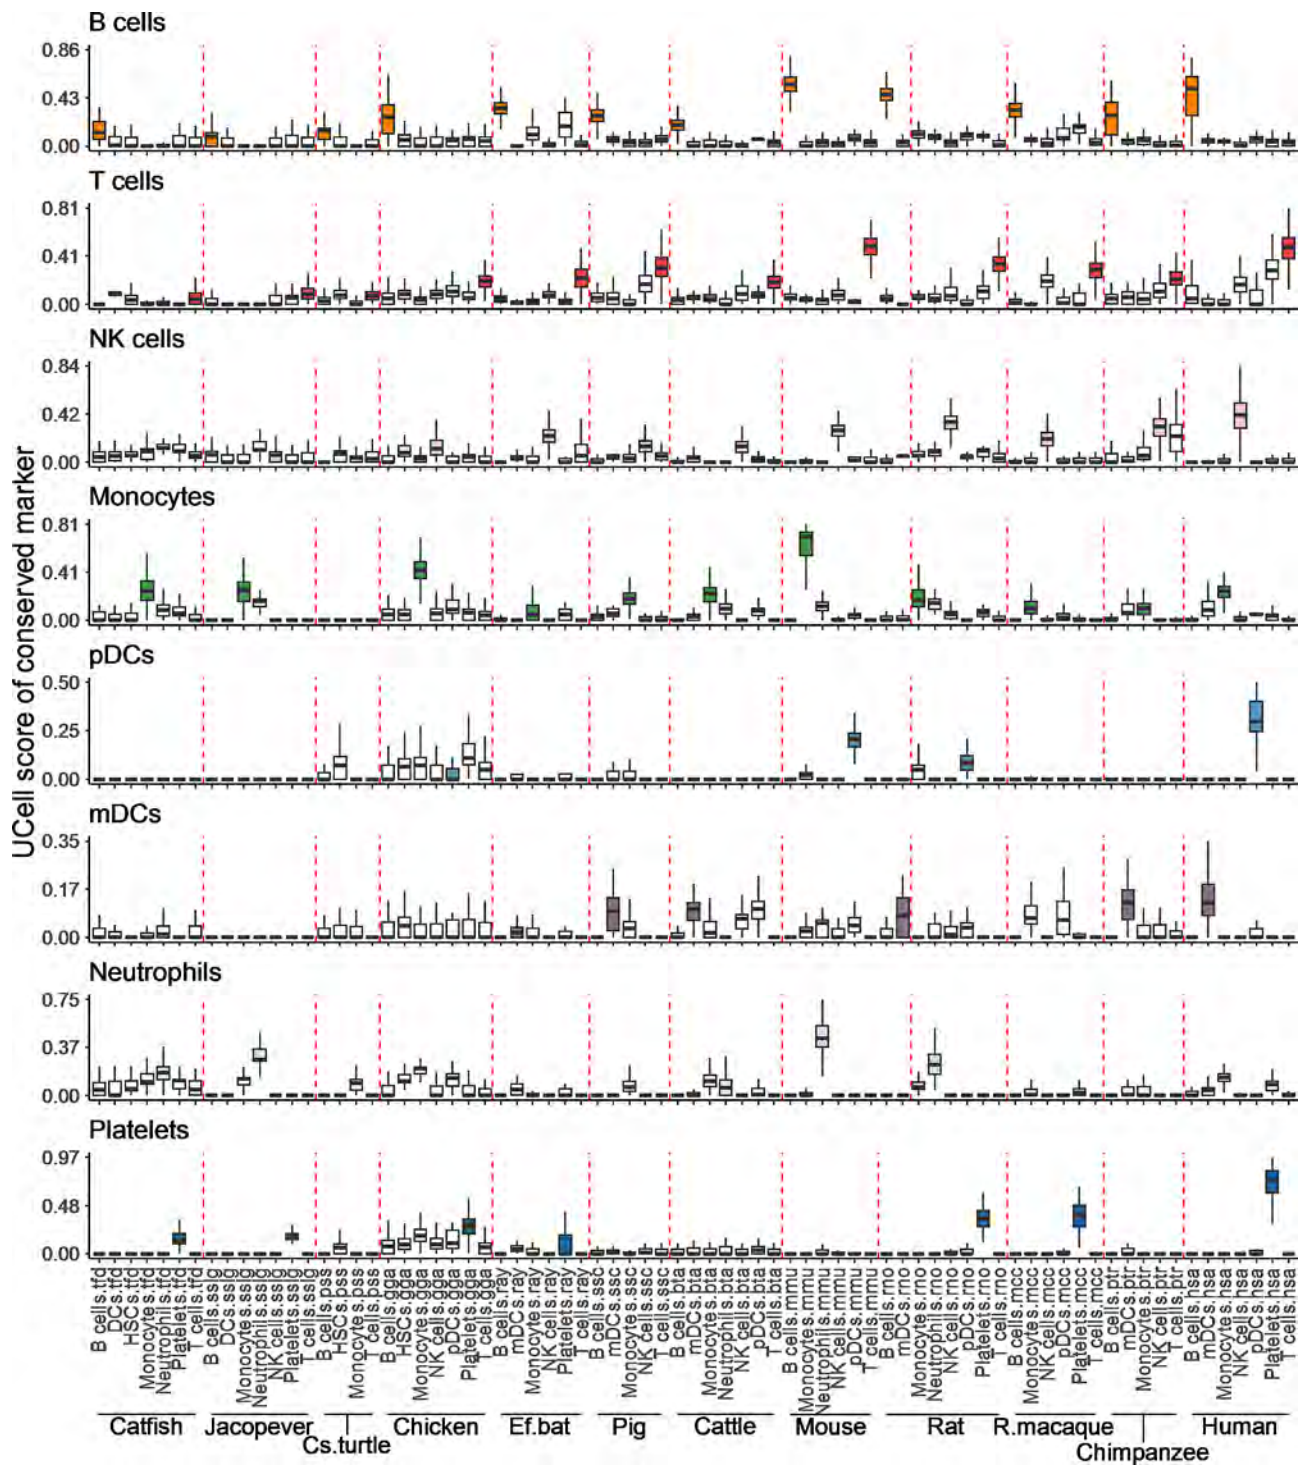 B cells
0.86
0.43
0.00
T cells
0.81
0.41
0.00
NK cells
0.84
0.42
0.00
Monocytes
0.81
0.41
0.00
pDCs
0.50
0.25
0.00
mDCs
0.35
0.17
0.00
Neutrophils
0.75
0.37
0.00
Platelets
0.97
0.48
0.00
UCell score of conserved marker
B cells.tfd
DCs.tfd
HSCs.tfd
Monocytes.tfd
Neutrophils.tfd
Platelets.tfd
T cells.tfd
B cells.sslg
DCs.sslg
Monocytes.sslg
Neutrophils.sslg
NK cells.sslg
Platelets.sslg
T cells.sslg
B cells.pss
HSCs.pss
Monocytes.pss
T cells.pss
B cells.gga
HSCs.gga
Monocytes.gga
NK cells.gga
pDCs.gga
Platelets.gga
T cells.gga
B cells.ray
mDCs.ray
Monocytes.ray
NK cells.ray
Platelets.ray
T cells.ray
B cells.ssc
mDCs.ssc
Monocytes.ssc
NK cells.ssc
T cells.ssc
B cells.bta
mDCs.bta
Monocytes.bta
Neutrophils.bta
NK cells.bta
pDCs.bta
T cells.bta
B cells.mmu
Monocytes.mmu
Neutrophils.mmu
NK cells.mmu
pDCs.mmu
T cells.mmu
B cells.rno
mDCs.rno
Monocytes.rno
Neutrophils.rno
NK cells.rno
pDCs.rno
Platelets.rno
T cells.rno
B cells.mcc
Monocytes.mcc
NK cells.mcc
pDCs.mcc
Platelets.mcc
T cells.mcc
B cells.ptr
mDCs.ptr
Monocytes.ptr
NK cells.ptr
T cells.ptr
B cells.hsa
mDCs.hsa
Monocytes.hsa
NK cells.hsa
pDCs.hsa
Platelets.hsa
T cells.hsa
Catfish
Jacopever
Cs.turtle
Chicken
Ef.bat
Pig
Cattle
Mouse
Rat
R.macaque
Chimpanzee
Human